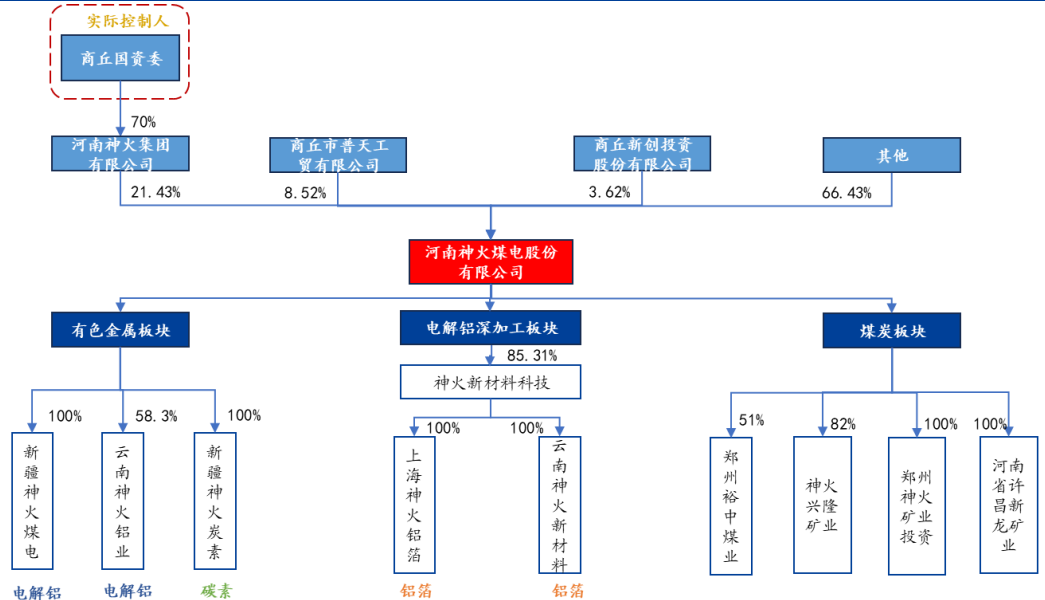 实际控制人
商丘国资委
70%
河南神火集团
有限公司
商丘市普天工
贸有限公司
商丘新创投资
股份有限公司
其他
21.43%
8.52%
3.62%
66.43%
河南神火煤电股份
有限公司
有色金属板块
电解铝深加工板块
煤炭板块
85.31%
神火新材料科技
100%
58.3%
100%
100%
100%
51%
82%
100%
100%
新疆神火煤电
云南神火铝业
新疆神火炭素
上海神火铝箔
云南神火新材料
郑州裕中煤业
神火
兴隆
矿业
郑州
神火
矿业
投资
河南
省许
昌新
龙矿
业
电解铝
电解铝
碳素
铝箔
铝箔